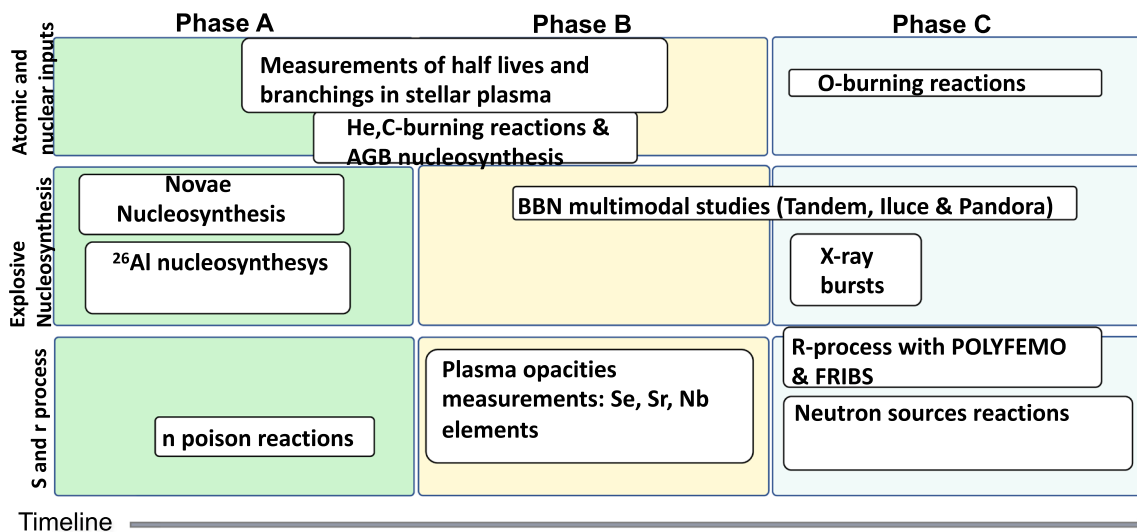 Phase A
Phase B
Phase C
Atomic and
nuclear inputs
Measurements of half lives and
branchings in stellar plasma
He,C-burning reactions &
AGB nucleosynthesis
O-burning reactions
Explosive
Nucleosynthesis
Novae
Nucleosynthesis
²⁶Al nucleosynthesys
BBN multimodal studies (Tandem, Iluce & Pandora)
X-ray
bursts
S and r process
n poison reactions
Plasma opacities
measurements: Se, Sr, Nb
elements
R-process with POLYFEMO
& FRIBS
Neutron sources reactions
Timeline